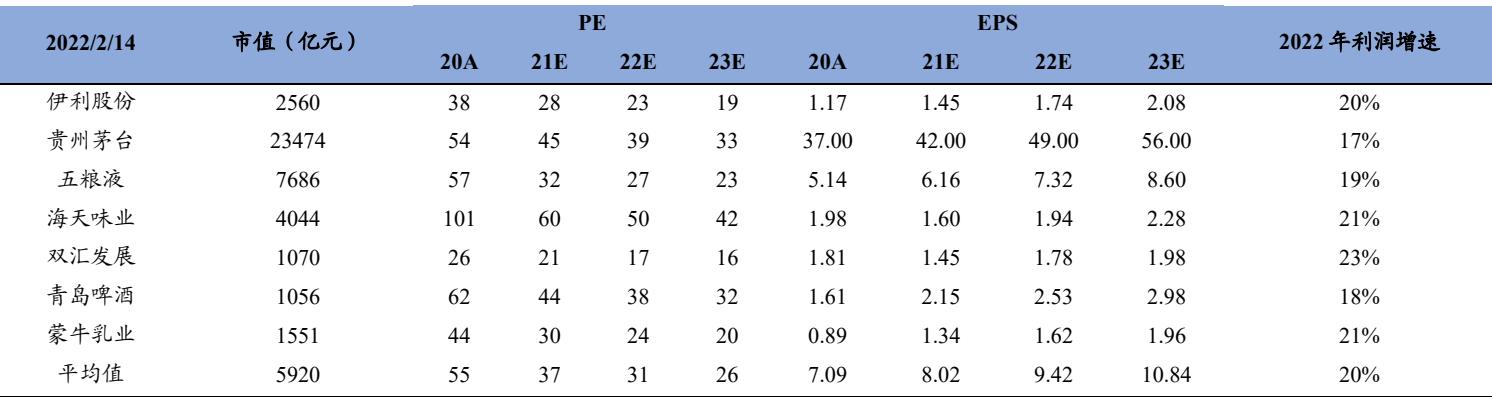 2022/2/14 市值（亿元） PE EPS 2022 年利润增速
20A 21E 22E 23E 20A 21E 22E 23E
伊利股份 2560 38 28 23 19 1.17 1.45 1.74 2.08 20%
贵州茅台 23474 54 45 39 33 37.00 42.00 49.00 56.00 17%
五粮液 7686 57 32 27 23 5.14 6.16 7.32 8.60 19%
海天味业 4044 101 60 50 42 1.98 1.60 1.94 2.28 21%
双汇发展 1070 26 21 17 16 1.81 1.45 1.78 1.98 23%
青岛啤酒 1056 62 44 38 32 1.61 2.15 2.53 2.98 18%
蒙牛乳业 1551 44 30 24 20 0.89 1.34 1.62 1.96 21%
平均值 5920 55 37 31 26 7.09 8.02 9.42 10.84 20%